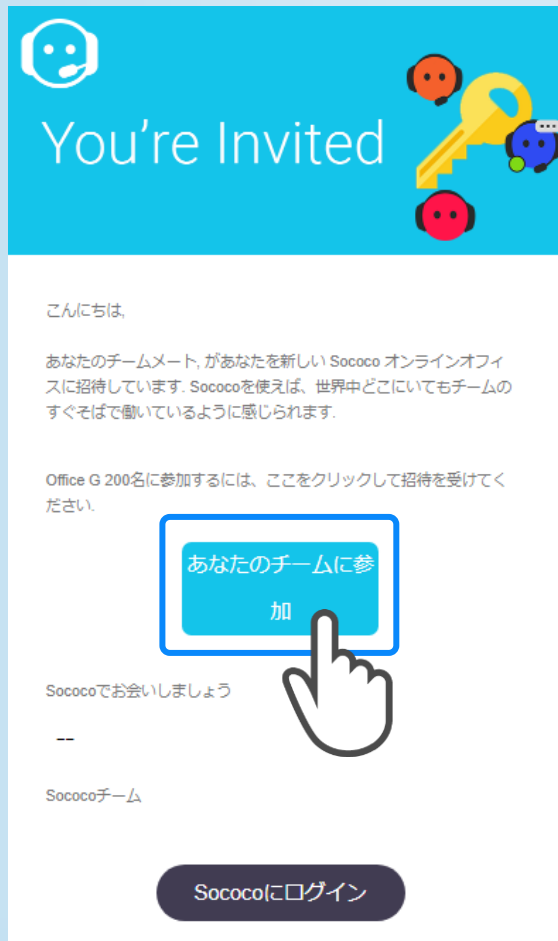 You're Invited
こんにちは,
あなたのチームメート, があなたを新しい Sococo オンラインオフィ
スに招待しています. Sococoを使えば、世界中どこにいてもチームの
すぐそばで働いているように感じられます.
Office G 200名に参加するには、ここをクリックして招待を受けてく
ださい.
あなたのチームに参
加
Sococoでお会いしましょう
--
Sococoチーム
Sococoにログイン